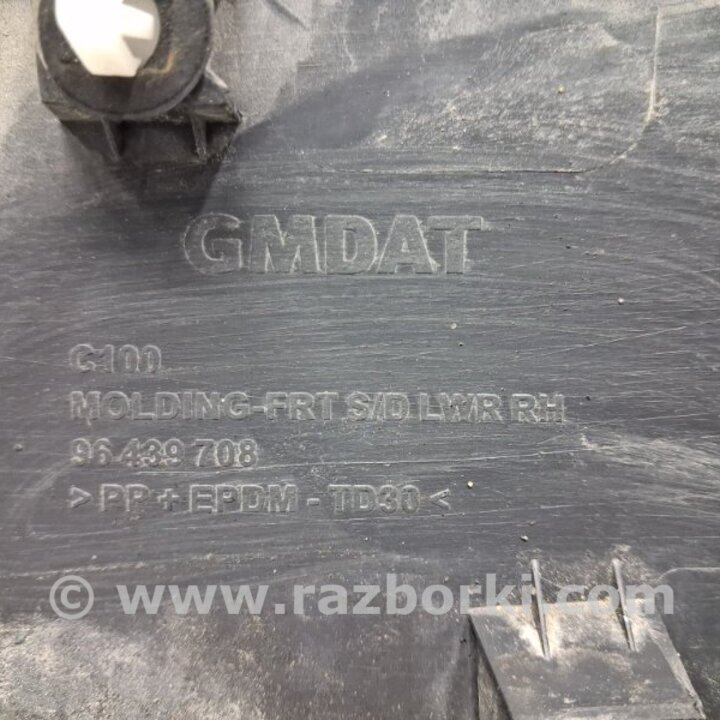 GMDAT
C100
MOLDING-FRT S/D LWR RH
96 439 708
> PP + EPDM - TD30 <
© www.razborki.com